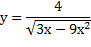 y = 4 / √(3x − 9x²)